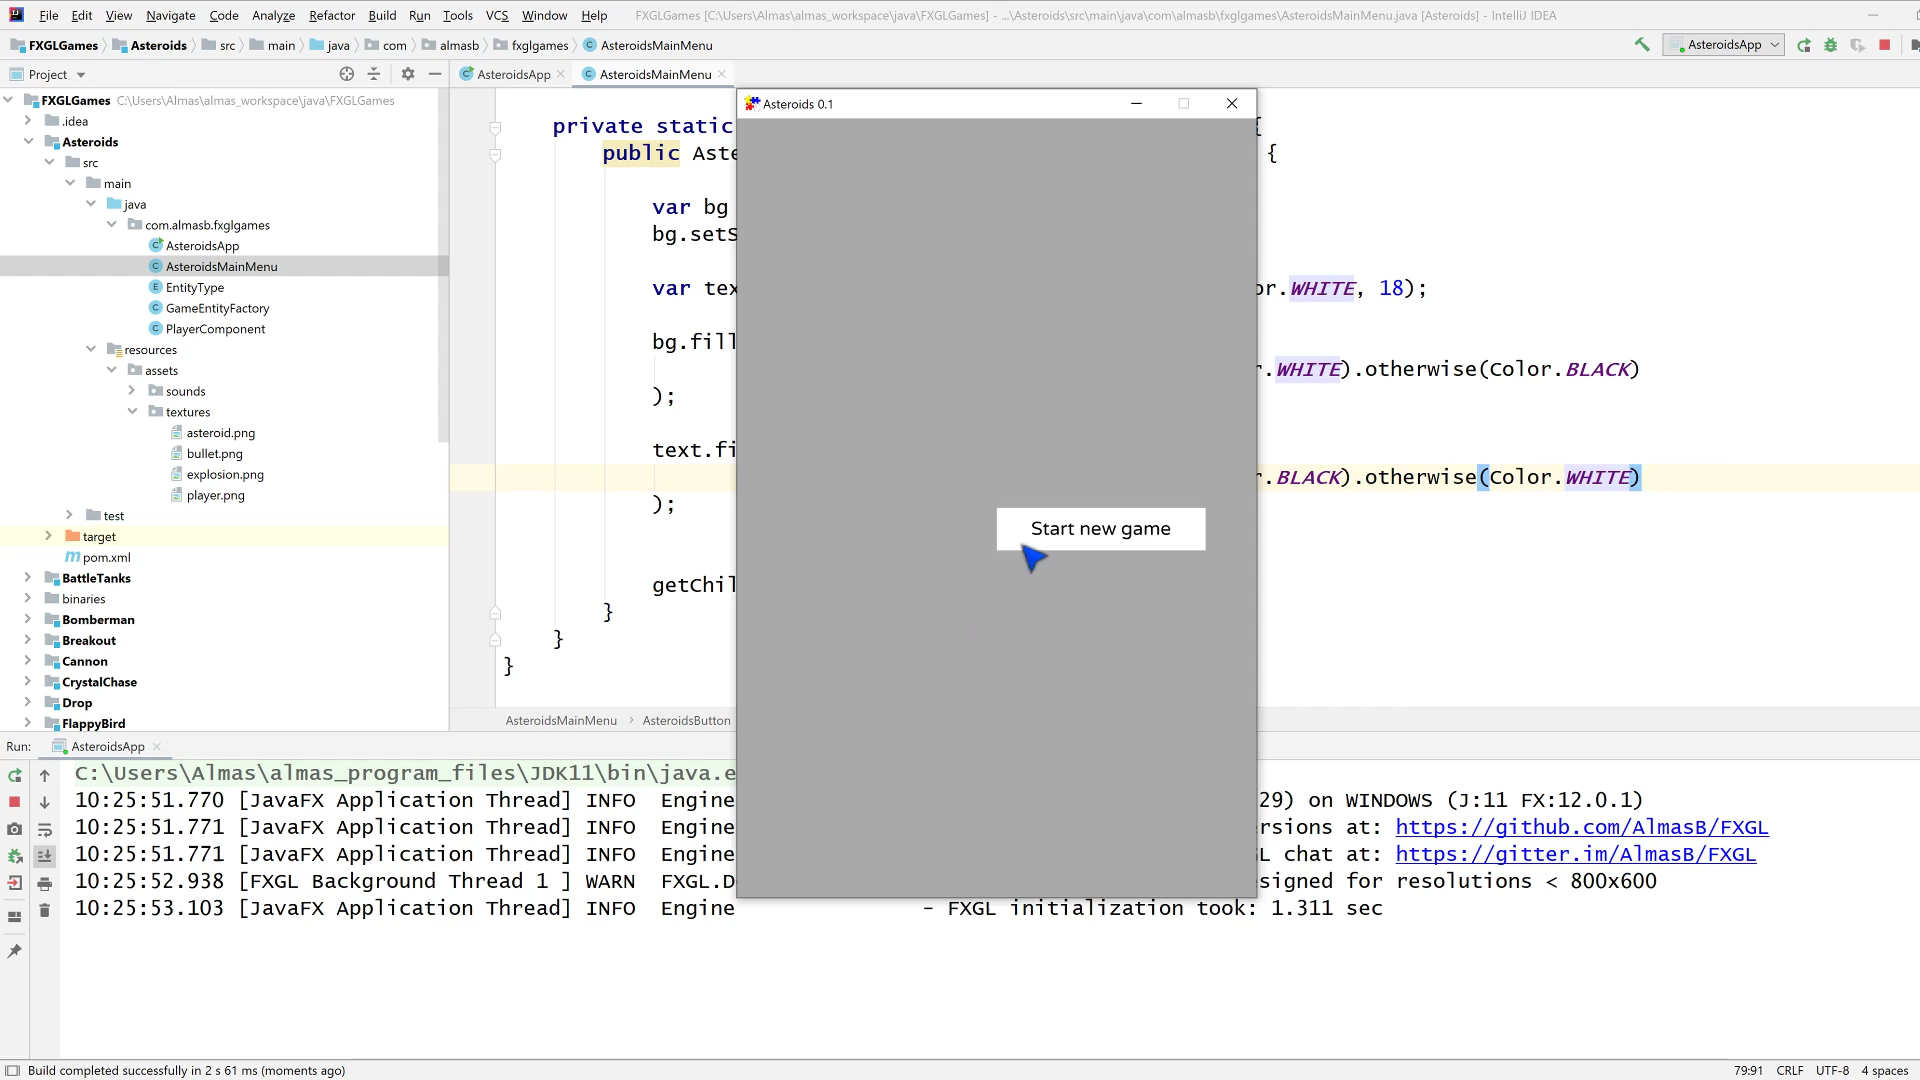 File Edit View Navigate Code Analyze Refactor Build Run Tools VCS Window Help FXGLGames [C:\Users\Almas\almas_workspace\java\FXGLGames] - ...\Asteroids\src\main\java\com\almasb\fxglgames\AsteroidsMainMenu.java [Asteroids] - IntelliJ IDEA
FXGLGames Asteroids src main java com almasb fxglgames AsteroidsMainMenu AsteroidsApp
Project AsteroidsApp AsteroidsMainMenu
FXGLGames C:\Users\Almas\almas_workspace\java\FXGLGames
.idea
Asteroids
src
main
java
com.almasb.fxglgames
AsteroidsApp
AsteroidsMainMenu
EntityType
GameEntityFactory
PlayerComponent
resources
assets
sounds
textures
asteroid.png
bullet.png
explosion.png
player.png
test
target
pom.xml
BattleTanks
binaries
Bomberman
Breakout
Cannon
CrystalChase
Drop
FlappyBird
private static {
public Aste {
var bg
bg.setS
var tex or.WHITE, 18);
bg.fill
r.WHITE).otherwise(Color.BLACK)
);
text.fi
r.BLACK).otherwise(Color.WHITE)
);
getChil
}
}
}
AsteroidsMainMenu AsteroidsButton
Asteroids 0.1
Start new game
Run: AsteroidsApp
C:\Users\Almas\almas_program_files\JDK11\bin\java.e
10:25:51.770 [JavaFX Application Thread] INFO Engine 29) on WINDOWS (J:11 FX:12.0.1)
10:25:51.771 [JavaFX Application Thread] INFO Engine rsions at: https://github.com/AlmasB/FXGL
10:25:51.771 [JavaFX Application Thread] INFO Engine L chat at: https://gitter.im/AlmasB/FXGL
10:25:52.938 [FXGL Background Thread 1 ] WARN FXGL.D signed for resolutions < 800x600
10:25:53.103 [JavaFX Application Thread] INFO Engine - FXGL initialization took: 1.311 sec
Build completed successfully in 2 s 61 ms (moments ago) 79:91 CRLF UTF-8 4 spaces